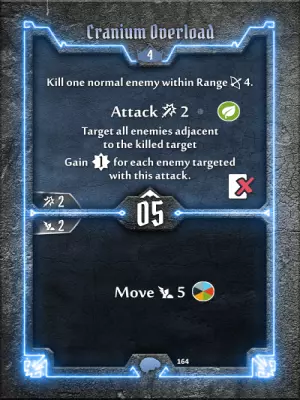 Cranium Overload
4
Kill one normal enemy within Range 4.
Attack 2
Target all enemies adjacent
to the killed target
Gain 1 for each enemy targeted
with this attack.
2
05
2
Move 5
164